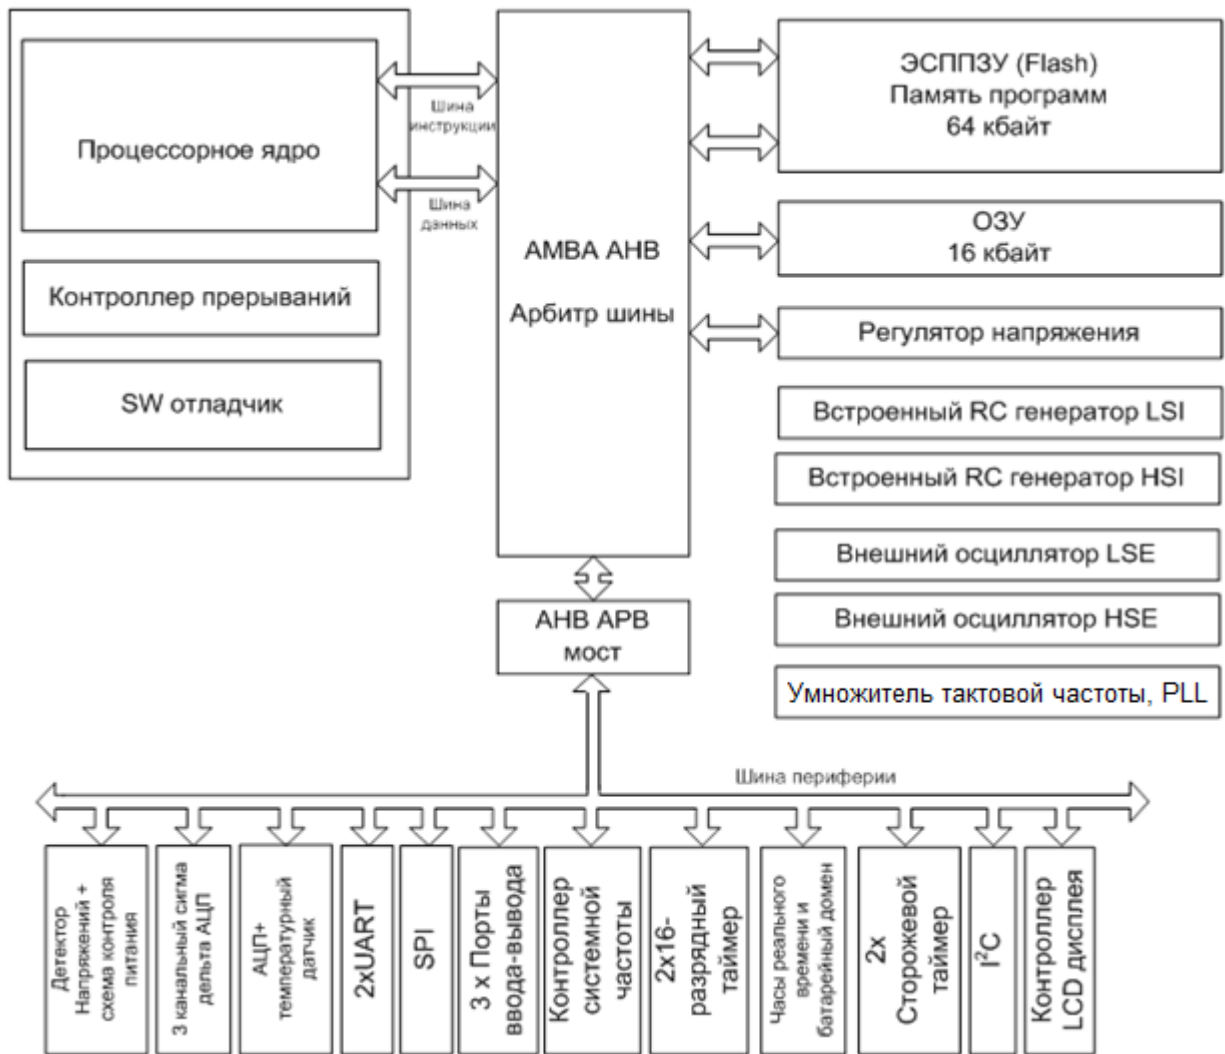 Процессорное ядро
Контроллер прерываний
SW отладчик
Шина
инструкции
Шина
данных
АМВА АНВ
Арбитр шины
ЭСППЗУ (Flash)
Память программ
64 кбайт
ОЗУ
16 кбайт
Регулятор напряжения
Встроенный RC генератор LSI
Встроенный RC генератор HSI
Внешний осциллятор LSE
Внешний осциллятор HSE
Умножитель тактовой частоты, PLL
АНВ АРВ
мост
Шина периферии
Детектор
Напряжений +
схема контроля
питания
3 канальный сигма
дельта АЦП
АЦП+
температурный
датчик
2xUART
SPI
3 x Порты
ввода-вывода
Контроллер
системной
частоты
2x16-
разрядный
таймер
Часы реального
времени и
батарейный домен
2x
Сторожевой
таймер
I²C
Контроллер
LCD дисплея